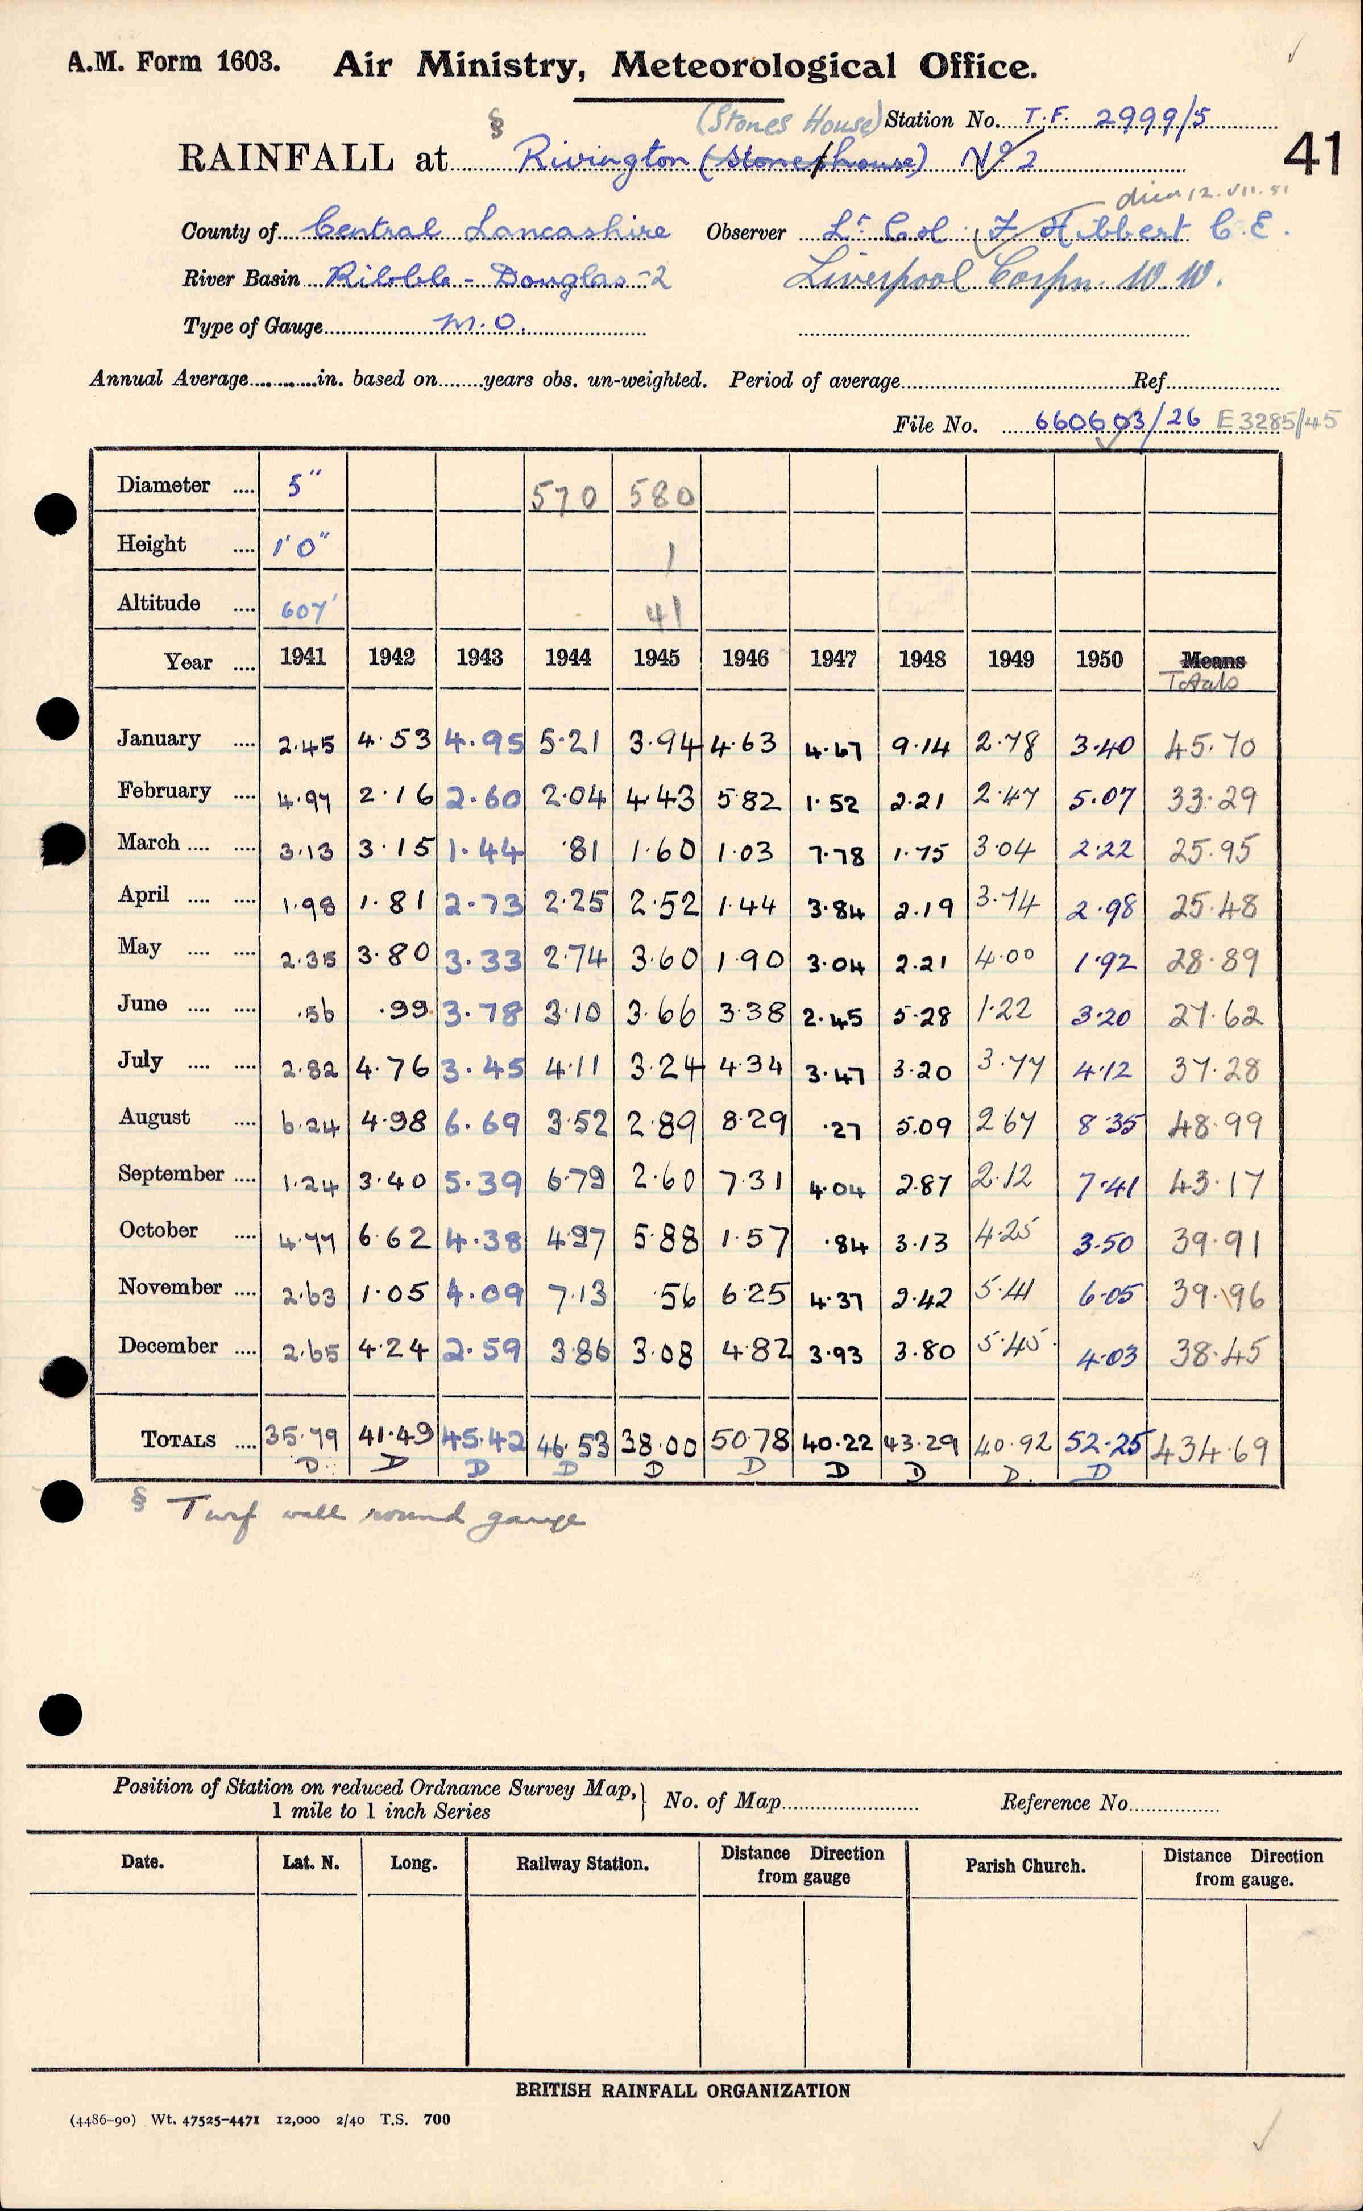 A.M. Form 1603. Air Ministry, Meteorological Office.
§ (Stones House) Station No. T.F. 2999/5
RAINFALL at Rivington (Stonehouse) No 2 41
died 12.VII.51
County of Central Lancashire Observer Lt Col. F. Hibbert C.E.
River Basin Ribble - Douglas - 2 Liverpool Corpn. W.W.
Type of Gauge M.O.
Annual Average in. based on years obs. un-weighted. Period of average Ref
File No. 660603/26 E3285/45
Diameter 5" 570 580
Height 1'0" 1
Altitude 607' 41
Year 1941 1942 1943 1944 1945 1946 1947 1948 1949 1950 Means
Totals
January 2.45 4.53 4.95 5.21 3.94 4.63 4.67 9.14 2.78 3.40 45.70
February 4.97 2.16 2.60 2.04 4.43 5.82 1.52 2.21 2.47 5.07 33.29
March 3.13 3.15 1.44 .81 1.60 1.03 7.78 1.75 3.04 2.22 25.95
April 1.98 1.81 2.73 2.25 2.52 1.44 3.84 2.19 3.74 2.98 25.48
May 2.35 3.80 3.33 2.74 3.60 1.90 3.04 2.21 4.00 1.92 28.89
June .56 .99 3.78 3.10 3.66 3.38 2.45 5.28 1.22 3.20 27.62
July 2.82 4.76 3.45 4.11 3.24 4.34 3.47 3.20 3.77 4.12 37.28
August 6.24 4.98 6.69 3.52 2.89 8.29 .27 5.09 2.67 8.35 48.99
September 1.24 3.40 5.39 6.79 2.60 7.31 4.04 2.87 2.12 7.41 43.17
October 4.77 6.62 4.38 4.97 5.88 1.57 .84 3.13 4.25 3.50 39.91
November 2.63 1.05 4.09 7.13 .56 6.25 4.37 2.42 5.41 6.05 39.96
December 2.65 4.24 2.59 3.86 3.08 4.82 3.93 3.80 5.45 4.03 38.45
TOTALS 35.79 41.49 45.42 46.53 38.00 50.78 40.22 43.29 40.92 52.25 434.69
D D D D D D D D D D
§ Turf wall round gauge
Position of Station on reduced Ordnance Survey Map, } No. of Map Reference No.
1 mile to 1 inch Series
Date. Lat. N. Long. Railway Station. Distance Direction Parish Church. Distance Direction
from gauge from gauge.
BRITISH RAINFALL ORGANIZATION
(4486-90) Wt. 47525-4471 12,000 2/40 T.S. 700